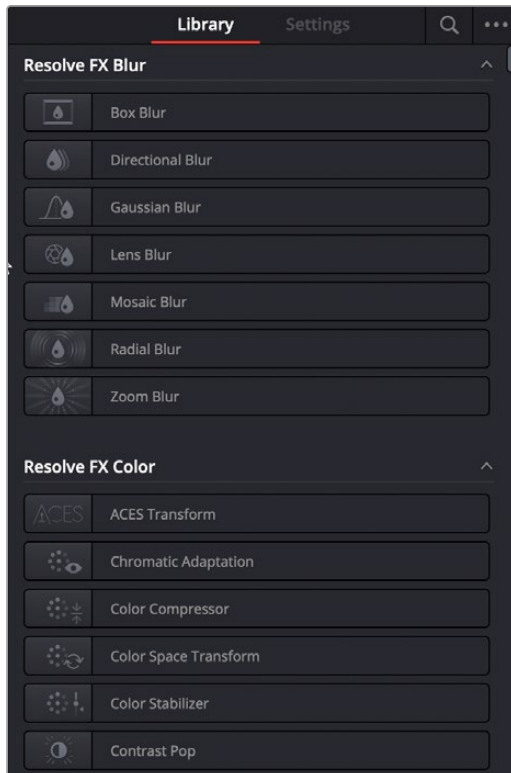 Library Settings
Resolve FX Blur
Box Blur
Directional Blur
Gaussian Blur
Lens Blur
Mosaic Blur
Radial Blur
Zoom Blur
Resolve FX Color
ACES ACES Transform
Chromatic Adaptation
Color Compressor
Color Space Transform
Color Stabilizer
Contrast Pop